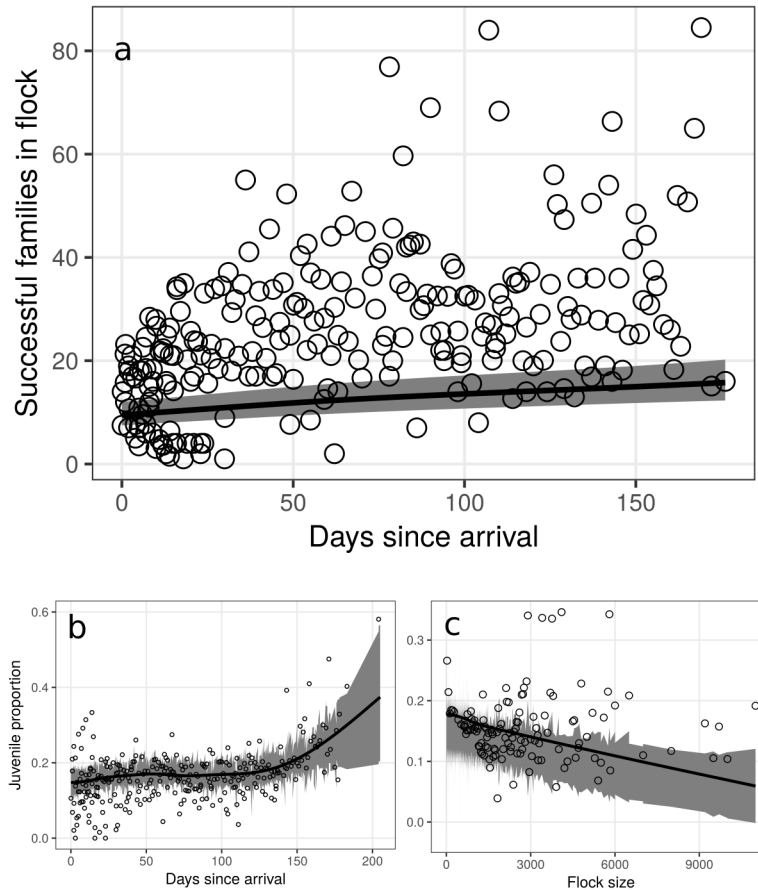 a
Successful families in flock
80
60
40
20
0
0 50 100 150
Days since arrival
b
Juvenile proportion
0.6
0.4
0.2
0.0
0 50 100 150 200
Days since arrival
c
0.3
0.2
0.1
0.0
0 3000 6000 9000
Flock size